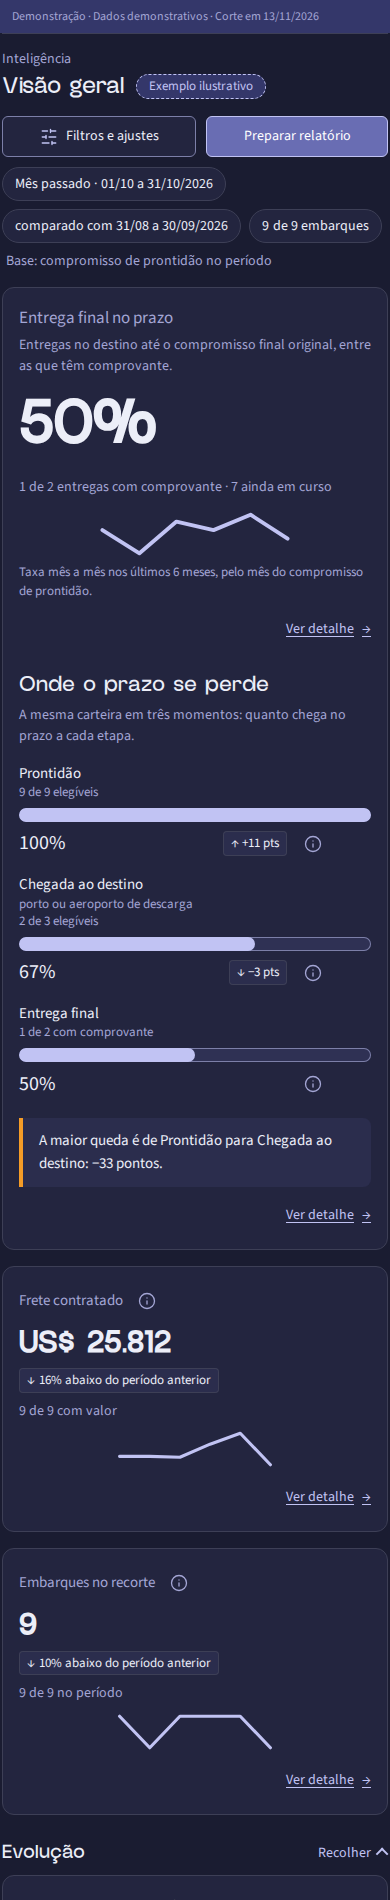 Demonstração · Dados demonstrativos · Corte em 13/11/2026
Inteligência
Visão geral
Exemplo ilustrativo
Filtros e ajustes
Preparar relatório
Mês passado · 01/10 a 31/10/2026
comparado com 31/08 a 30/09/2026
9 de 9 embarques
Base: compromisso de prontidão no período
Entrega final no prazo
Entregas no destino até o compromisso final original, entre
as que têm comprovante.
50%
1 de 2 entregas com comprovante · 7 ainda em curso
Taxa mês a mês nos últimos 6 meses, pelo mês do compromisso
de prontidão.
Ver detalhe →
Onde o prazo se perde
A mesma carteira em três momentos: quanto chega no
prazo a cada etapa.
Prontidão
9 de 9 elegíveis
100%
↑ +11 pts
Chegada ao destino
porto ou aeroporto de descarga
2 de 3 elegíveis
67%
↓ −3 pts
Entrega final
1 de 2 com comprovante
50%
A maior queda é de Prontidão para Chegada ao
destino: −33 pontos.
Ver detalhe →
Frete contratado
US$ 25.812
↓ 16% abaixo do período anterior
9 de 9 com valor
Ver detalhe →
Embarques no recorte
9
↓ 10% abaixo do período anterior
9 de 9 no período
Ver detalhe →
Evolução
Recolher